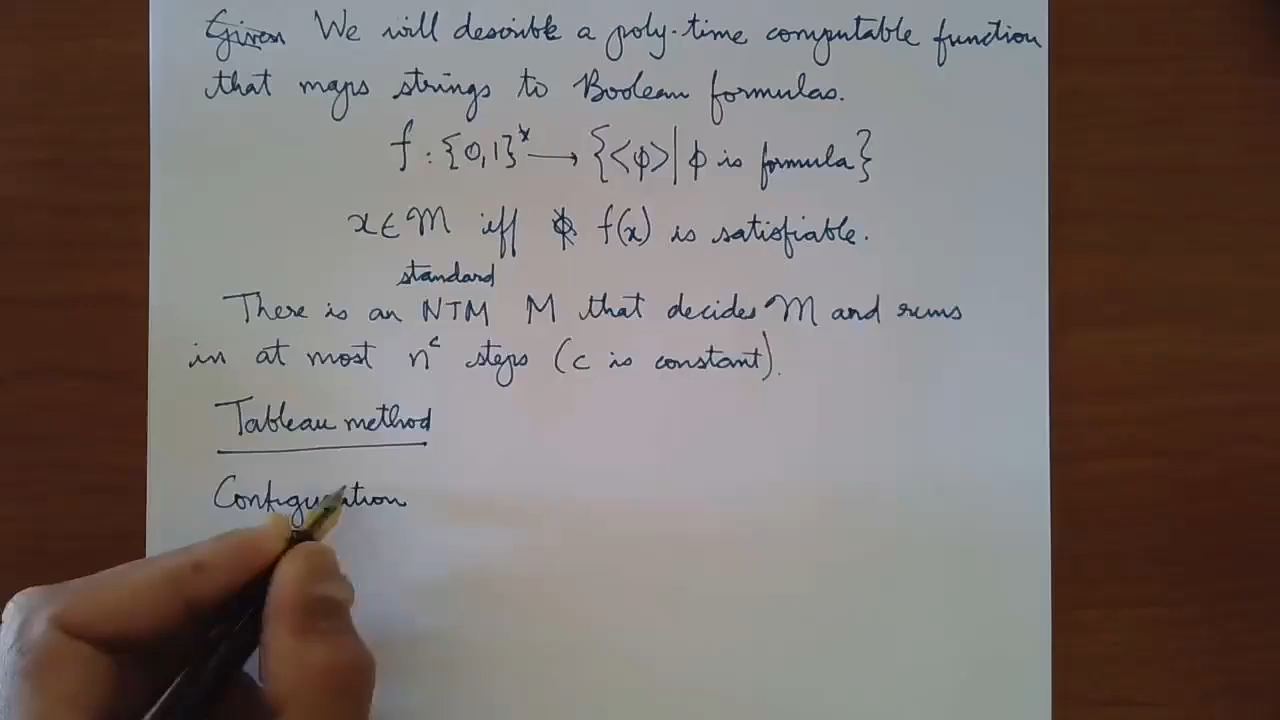 Given We will describe a poly-time computable function
that maps strings to Boolean formulas.
f : {0,1}* → {<ϕ> | ϕ is formula}
x ∈ M iff f(x) is satisfiable.
standard
There is an NTM M that decides M and runs
in at most n^c steps (c is constant).
Tableau method
Configuration